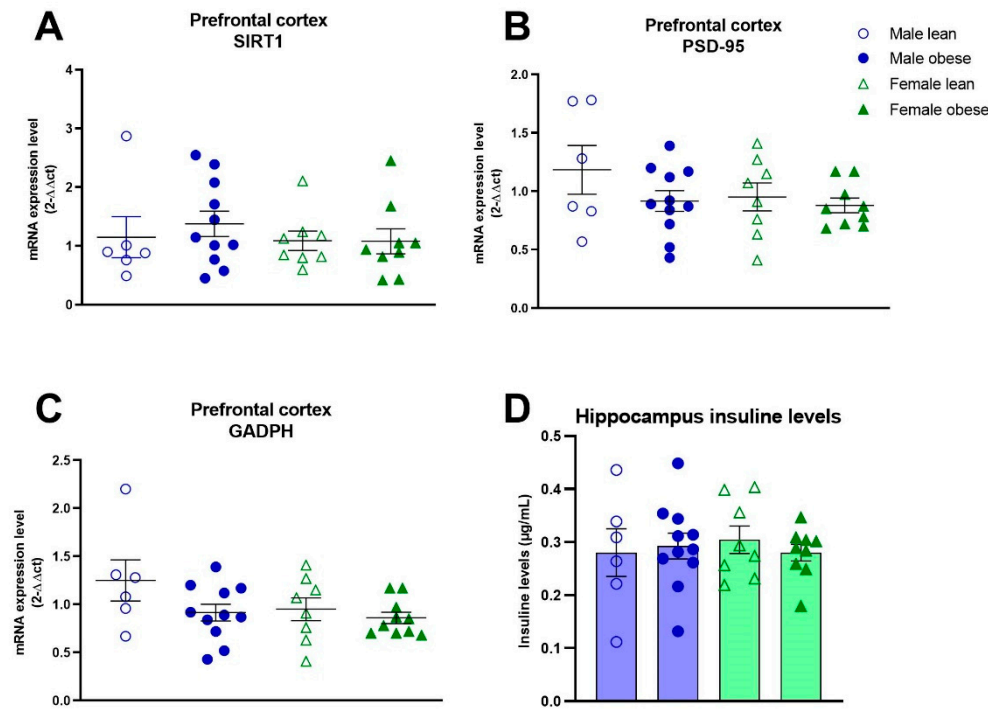 A
Prefrontal cortex
SIRT1
mRNA expression level
(2-Δ Δct)
4
3
2
1
0
B
Prefrontal cortex
PSD-95
mRNA expression level
(2-Δ Δct)
2.0
1.5
1.0
0.5
0.0
Male lean
Male obese
Female lean
Female obese
C
Prefrontal cortex
GADPH
mRNA expression level
(2-Δ Δct)
2.5
2.0
1.5
1.0
0.5
0.0
D
Hippocampus insuline levels
Insuline levels (µg/mL)
0.5
0.4
0.3
0.2
0.1
0.0